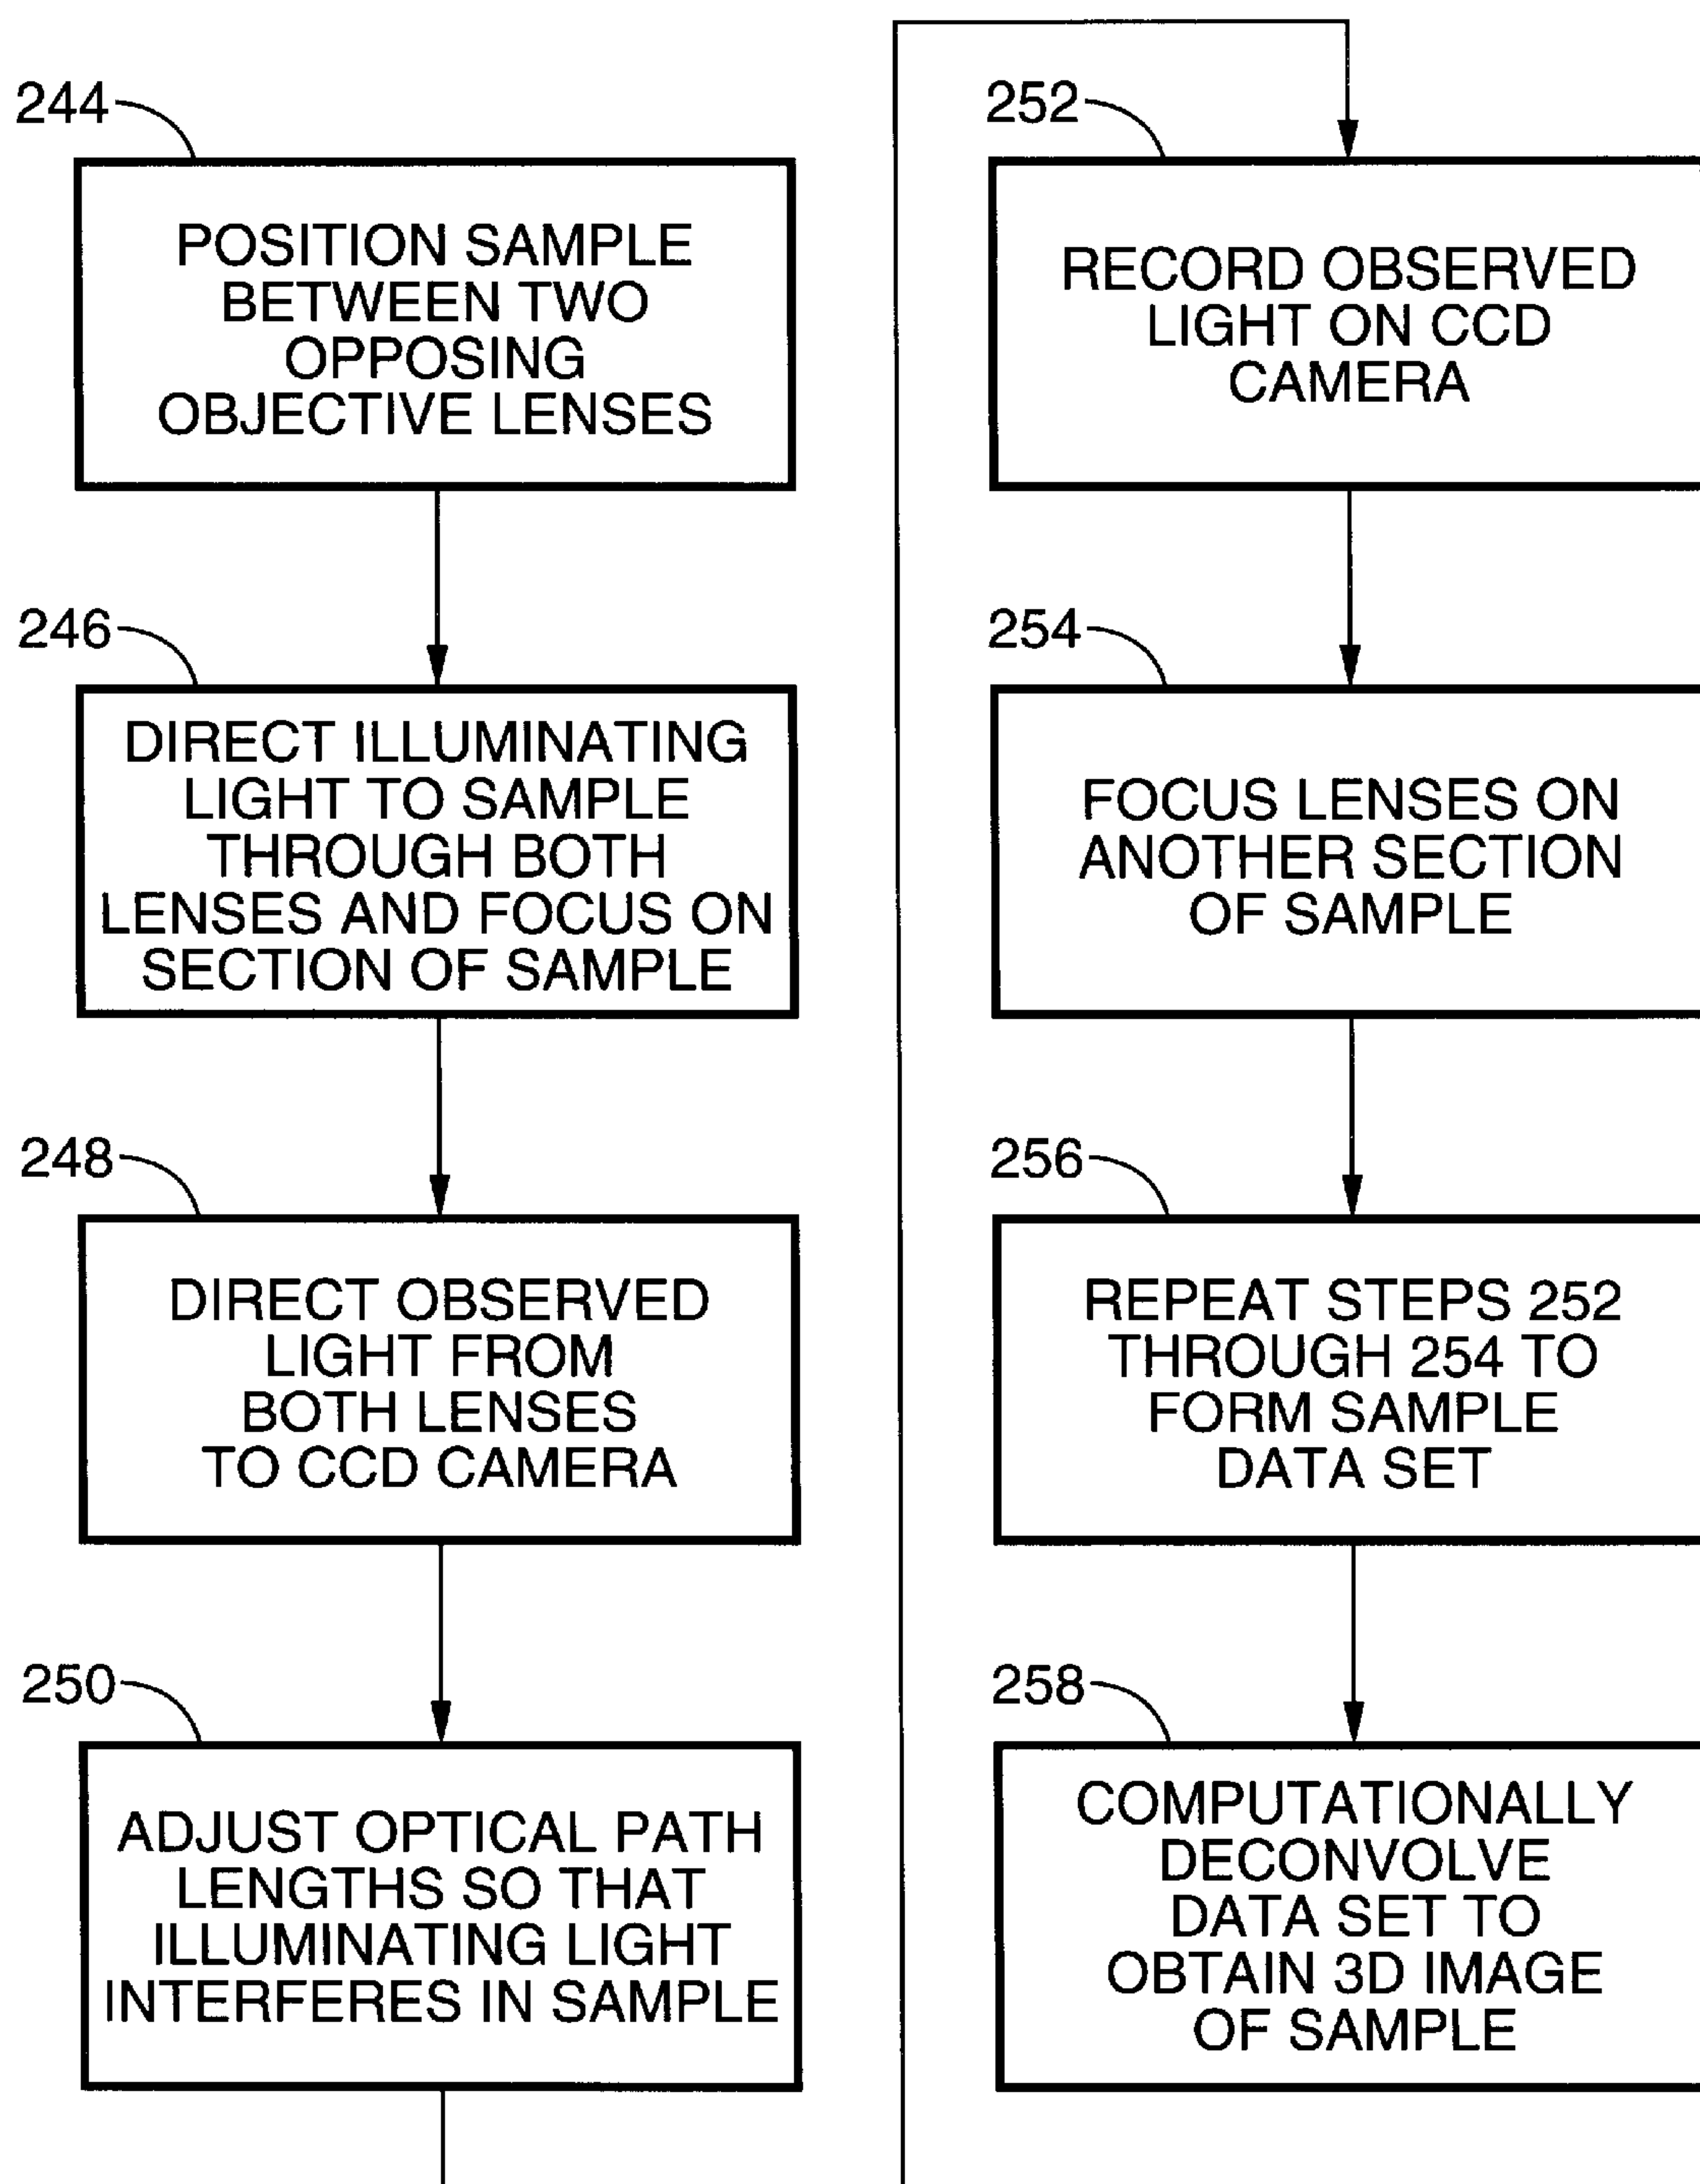 244
POSITION SAMPLE
BETWEEN TWO
OPPOSING
OBJECTIVE LENSES
246
DIRECT ILLUMINATING
LIGHT TO SAMPLE
THROUGH BOTH
LENSES AND FOCUS ON
SECTION OF SAMPLE
248
DIRECT OBSERVED
LIGHT FROM
BOTH LENSES
TO CCD CAMERA
250
ADJUST OPTICAL PATH
LENGTHS SO THAT
ILLUMINATING LIGHT
INTERFERES IN SAMPLE
252
RECORD OBSERVED
LIGHT ON CCD
CAMERA
254
FOCUS LENSES ON
ANOTHER SECTION
OF SAMPLE
256
REPEAT STEPS 252
THROUGH 254 TO
FORM SAMPLE
DATA SET
258
COMPUTATIONALLY
DECONVOLVE
DATA SET TO
OBTAIN 3D IMAGE
OF SAMPLE